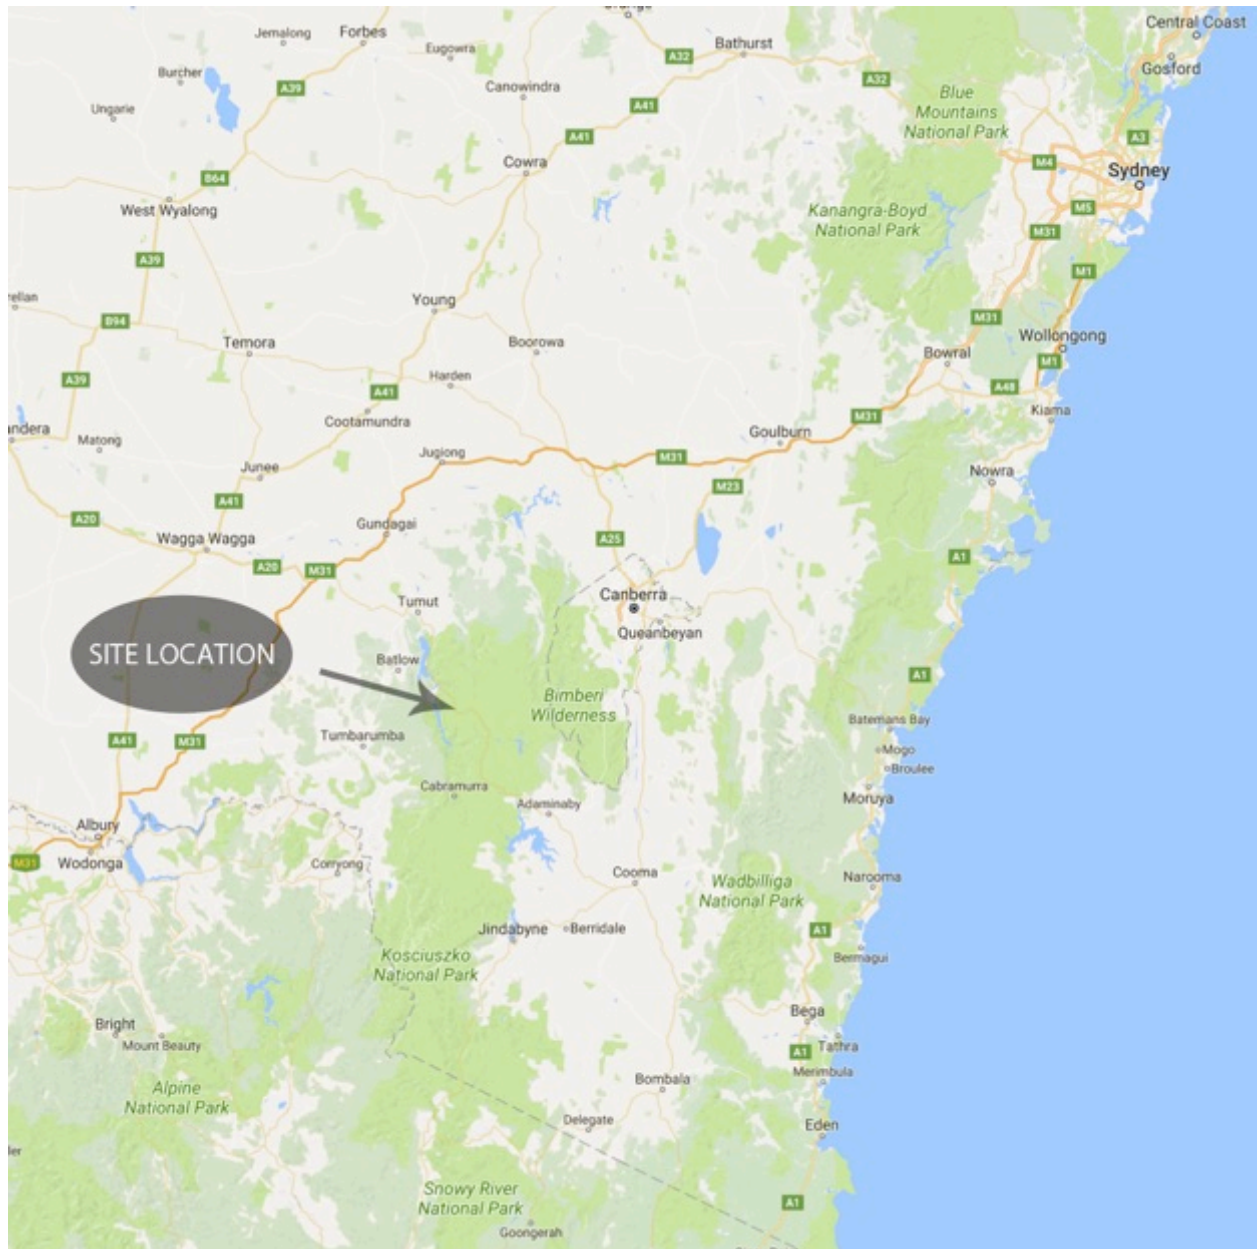 Central Coast
Jemalong
Forbes
Eugowra
Bathurst
A32
A32
Gosford
Burcher
A39
Canowindra
A41
Blue
Mountains
National Park
Ungarie
A41
A3
Cowra
M4
Sydney
B64
West Wyalong
Kanangra-Boyd
National Park
M5
M31
A39
M1
rellan
Young
B94
M31
Temora
Boorowa
Wollongong
Bowral
M1
A39
Harden
A41
A48
Cootamundra
M31
Kiama
andera
Matong
Goulburn
Jugiong
M31
Junee
Nowra
M23
A41
A20
Gundagai
Wagga Wagga
A25
A1
A20
M31
Canberra
Tumut
Queanbeyan
SITE LOCATION
Batlow
A1
Bimberi
Wilderness
Batemans Bay
Tumbarumba
A41
M31
Mogo
Broulee
Cabramurra
Adaminaby
Moruya
Albury
M31
Wodonga
Corryong
Cooma
Wadbilliga
National Park
Narooma
Jindabyne
Berridale
A1
Kosciuszko
National Park
Bermagui
Bega
Bright
Mount Beauty
A1
Tathra
Merimbula
Bombala
Alpine
National Park
Delegate
Eden
ler
Snowy River
National Park
A1
Goongerah